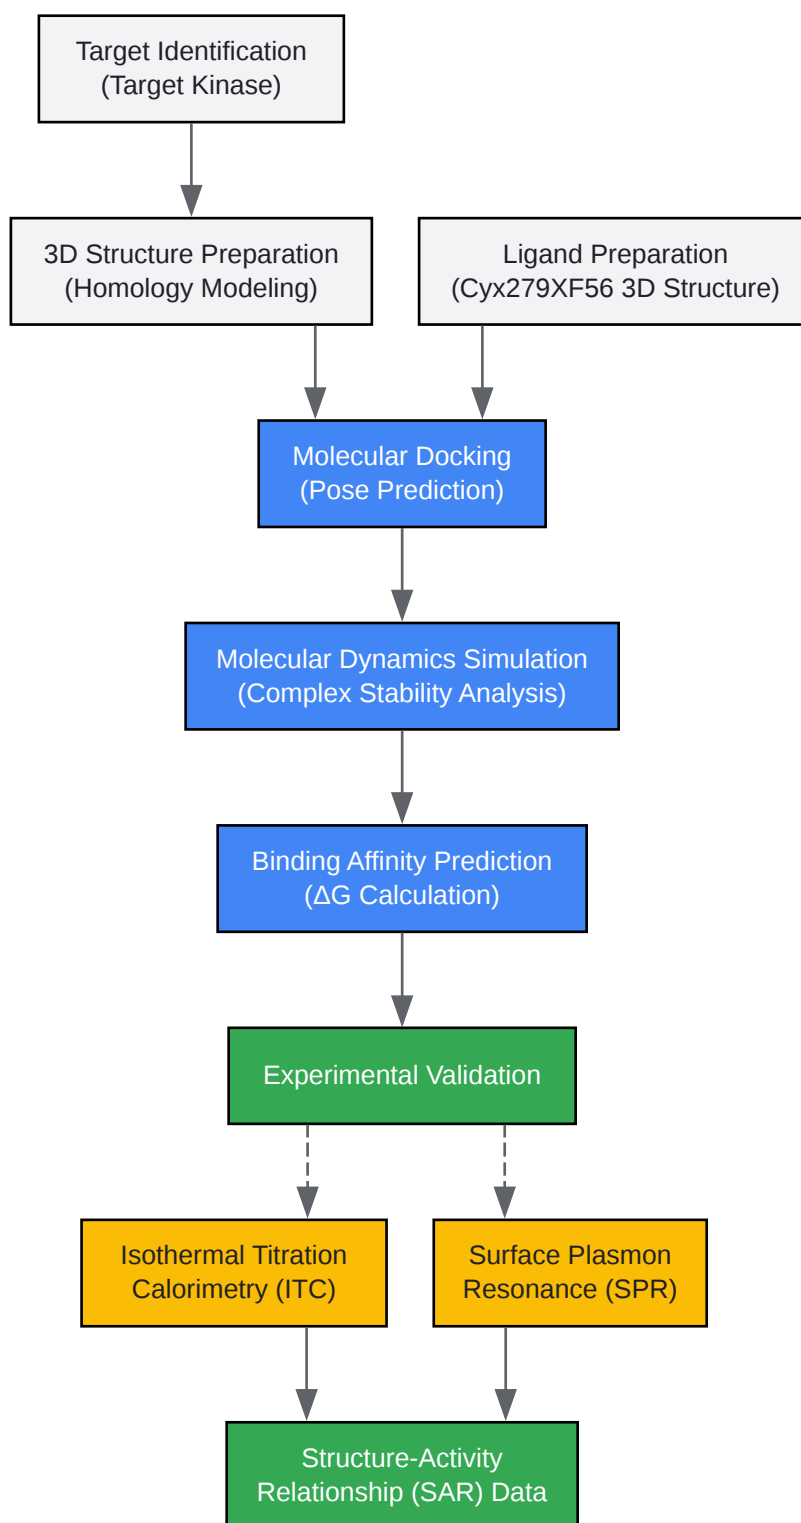 Target Identification
(Target Kinase)
3D Structure Preparation
(Homology Modeling)
Ligand Preparation
(Cyx279XF56 3D Structure)
Molecular Docking
(Pose Prediction)
Molecular Dynamics Simulation
(Complex Stability Analysis)
Binding Affinity Prediction
(ΔG Calculation)
Experimental Validation
Isothermal Titration
Calorimetry (ITC)
Surface Plasmon
Resonance (SPR)
Structure-Activity
Relationship (SAR) Data